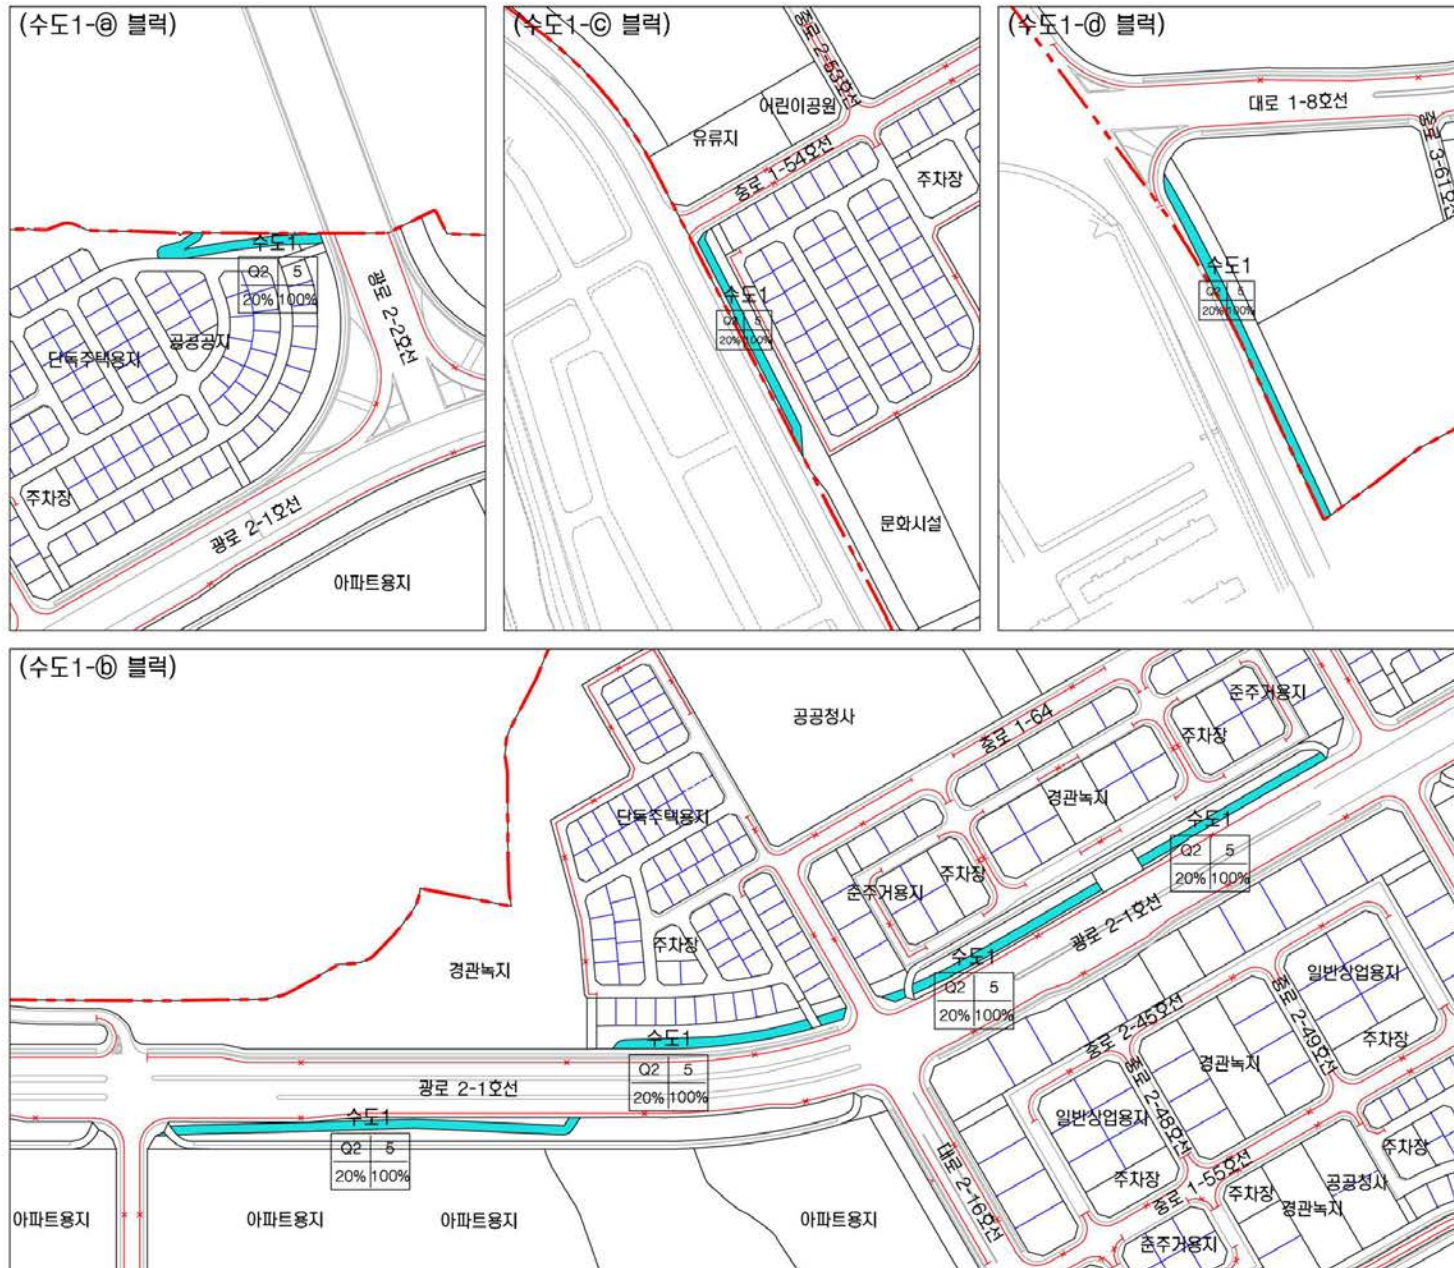 (수도1-ⓐ 블럭)
수도1
Q2 5
20% 100%
광로 2-2호선
공공공지
단독주택용지
주차장
광로 2-1호선
아파트용지
(수도1-ⓒ 블럭)
중로 2-53호선
어린이공원
유류지
중로 1-54호선
주차장
수도1
Q2 5
20% 100%
문화시설
(수도1-ⓓ 블럭)
대로 1-8호선
수도1
Q2 5
20% 100%
(수도1-ⓑ 블럭)
공공청사
중로 1-64
준주거용지
주차장
경관녹지
단독주택용지
수도1
Q2 5
20% 100%
준주거용지
주차장
광로 2-1호선
주차장
경관녹지
수도1
Q2 5
20% 100%
일반상업용지
중로 2-45호선
중로 2-49호선
주차장
경관녹지
수도1
Q2 5
20% 100%
광로 2-1호선
수도1
Q2 5
20% 100%
일반상업용지
중로 2-48호선
대로 2-16호선
주차장
중로 1-55호선
주차장
공공청사
주차장
경관녹지
준주거용지
아파트용지
아파트용지
아파트용지
아파트용지